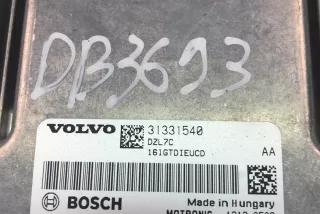 DB3693
VOLVO 31331540
DZL7C
161GTDIEUCD AA
BOSCH Made in Hungary